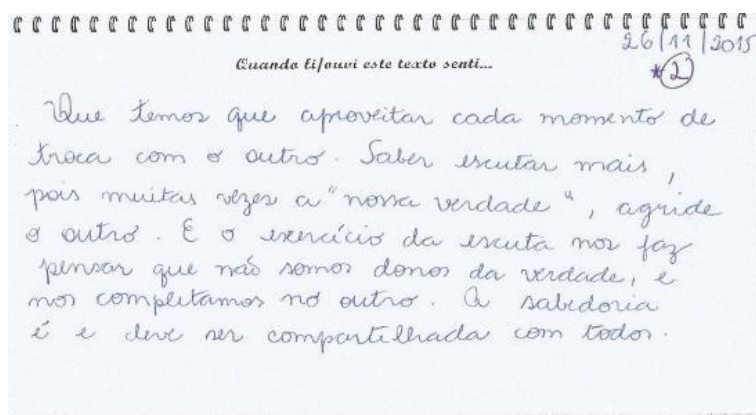 26/11/2015
Quando li/ouvi este texto senti...
*2
Que temos que aproveitar cada momento de
troca com o outro. Saber escutar mais,
pois muitas vezes a "nossa verdade", agride
o outro. E o exercício da escuta nos faz
pensar que não somos donos da verdade, e
nos completamos no outro. A sabedoria
é e deve ser compartilhada com todos.